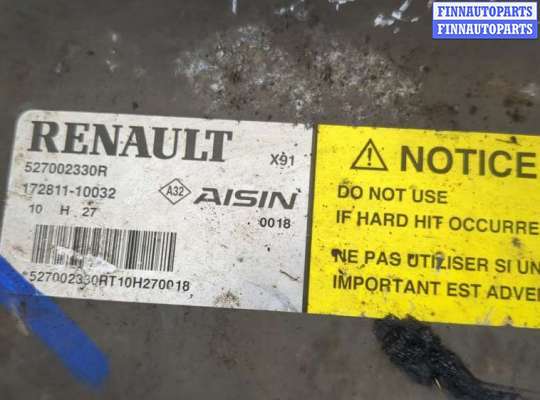 FINNAUTOPARTS
FINNAUTOPARTS
RENAULT X91
527002330R
172811-10032 A32 AISIN
10 H 27 0018
*527002330RT10H270018
NOTICE
DO NOT USE
IF HARD HIT OCCURRE
NE PAS UTILISER SI UN
IMPORTANT EST ADVE